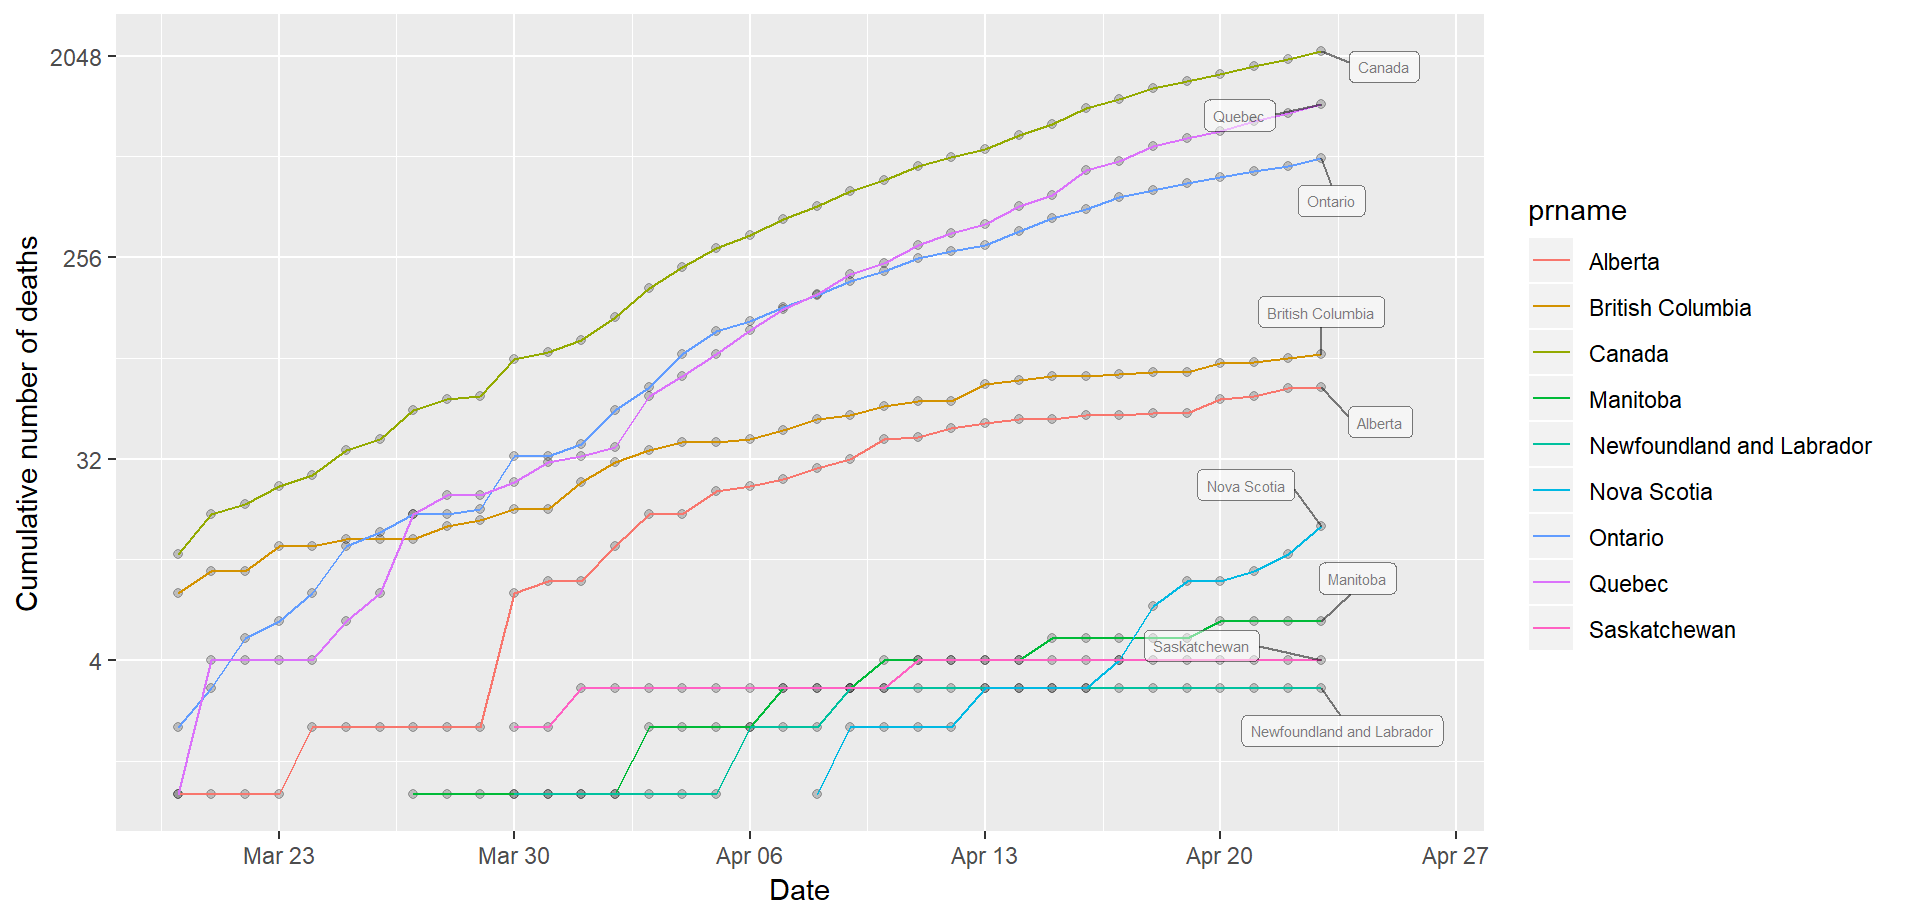 Cumulative number of deaths
2048
256
32
4
Canada
Quebec
Ontario
British Columbia
Alberta
Nova Scotia
Manitoba
Saskatchewan
Newfoundland and Labrador
Mar 23
Mar 30
Apr 06
Apr 13
Apr 20
Apr 27
Date
prname
Alberta
British Columbia
Canada
Manitoba
Newfoundland and Labrador
Nova Scotia
Ontario
Quebec
Saskatchewan